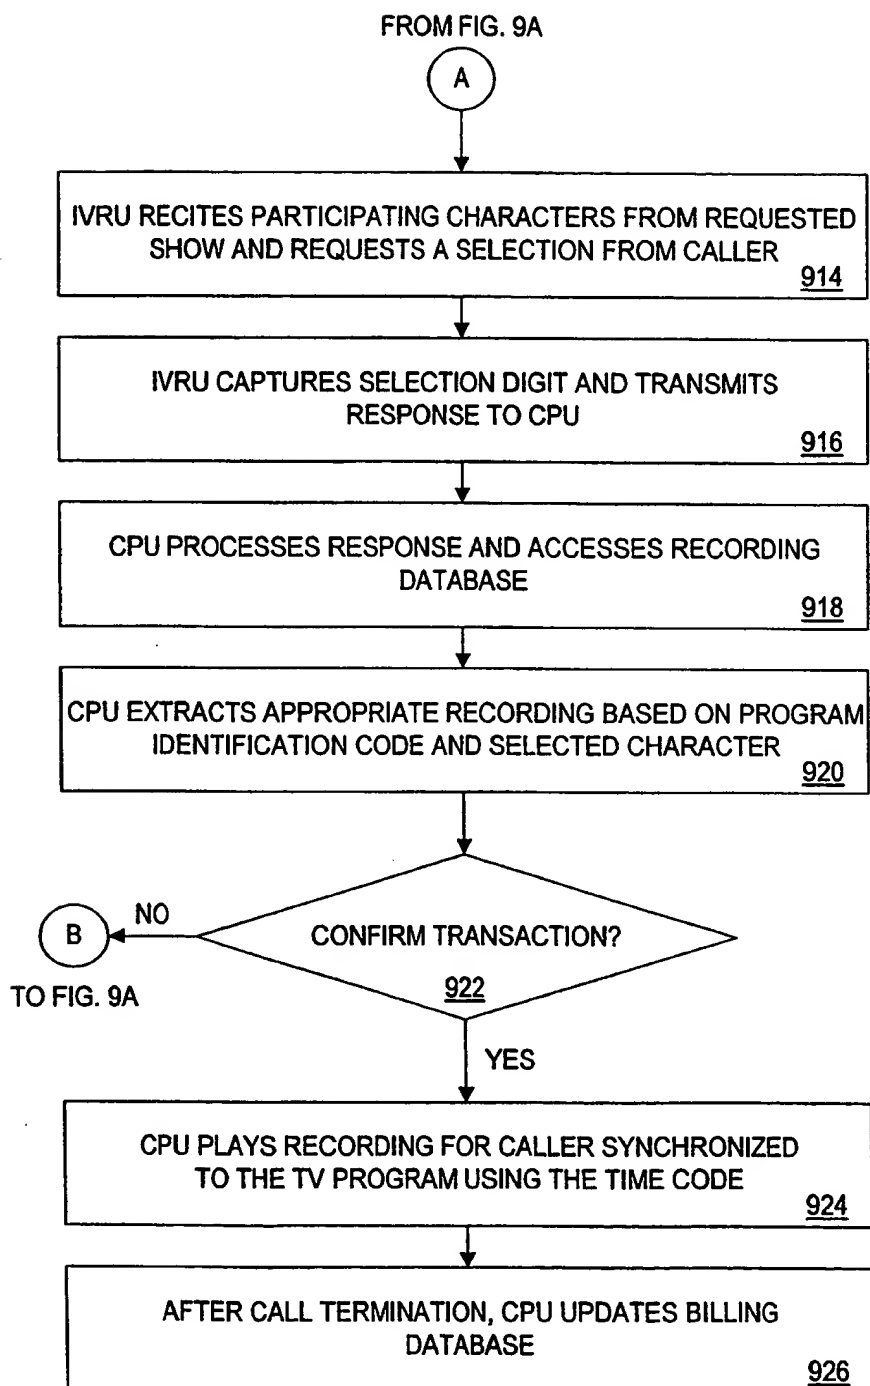 FROM FIG. 9A
A
IVRU RECITES PARTICIPATING CHARACTERS FROM REQUESTED
SHOW AND REQUESTS A SELECTION FROM CALLER
914
IVRU CAPTURES SELECTION DIGIT AND TRANSMITS
RESPONSE TO CPU
916
CPU PROCESSES RESPONSE AND ACCESSES RECORDING
DATABASE
918
CPU EXTRACTS APPROPRIATE RECORDING BASED ON PROGRAM
IDENTIFICATION CODE AND SELECTED CHARACTER
920
CONFIRM TRANSACTION?
922
NO
B
TO FIG. 9A
YES
CPU PLAYS RECORDING FOR CALLER SYNCHRONIZED
TO THE TV PROGRAM USING THE TIME CODE
924
AFTER CALL TERMINATION, CPU UPDATES BILLING
DATABASE
926